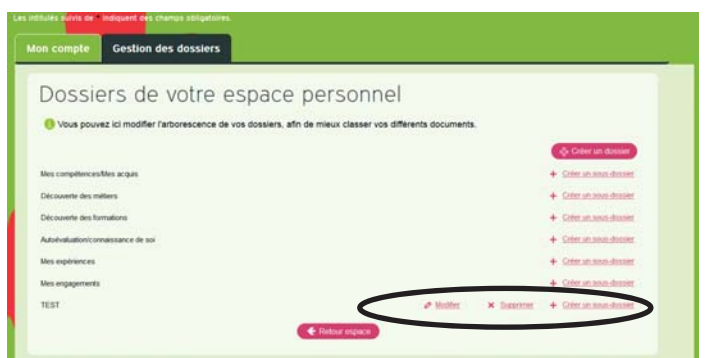 Les intitulés suivis de * indiquent des champs obligatoires.
Mon compte Gestion des dossiers
Dossiers de votre espace personnel
Vous pouvez ici modifier l'arborescence de vos dossiers, afin de mieux classer vos différents documents.
Créer un dossier
Mes compétences/Mes acquis + Créer un sous-dossier
Découverte des métiers + Créer un sous-dossier
Découverte des formations + Créer un sous-dossier
Autoévaluation/connaissance de soi + Créer un sous-dossier
Mes expériences + Créer un sous-dossier
Mes engagements + Créer un sous-dossier
TEST Modifier × Supprimer + Créer un sous-dossier
Retour espace